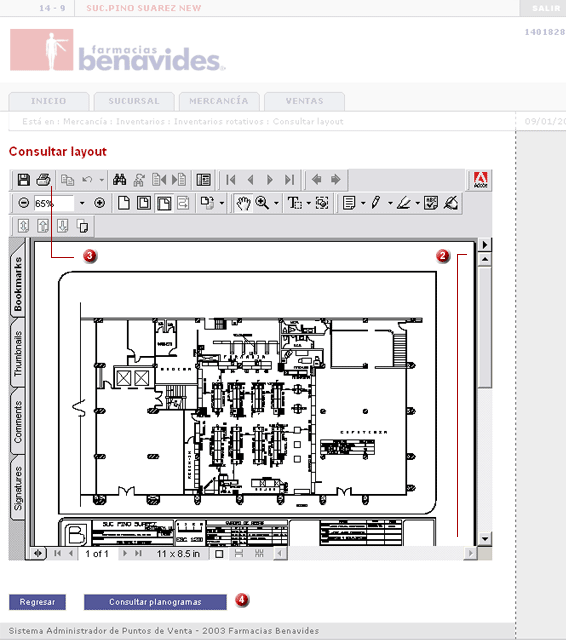 14 - 9 SUC.PINO SUAREZ NEW SALIR
1401828
farmacias
benavides
INICIO SUCURSAL MERCANCÍA VENTAS
Está en : Mercancía : Inventarios : Inventarios rotativos : Consultar layout 09/01/20
Consultar layout
Adobe
65%
3 2
Bookmarks
Thumbnails
Comments
Signatures
SUC PINO SUAREZ
B
1 of 1 11 x 8.5 in
Regresar Consultar planogramas 4
Sistema Administrador de Puntos de Venta - 2003 Farmacias Benavides